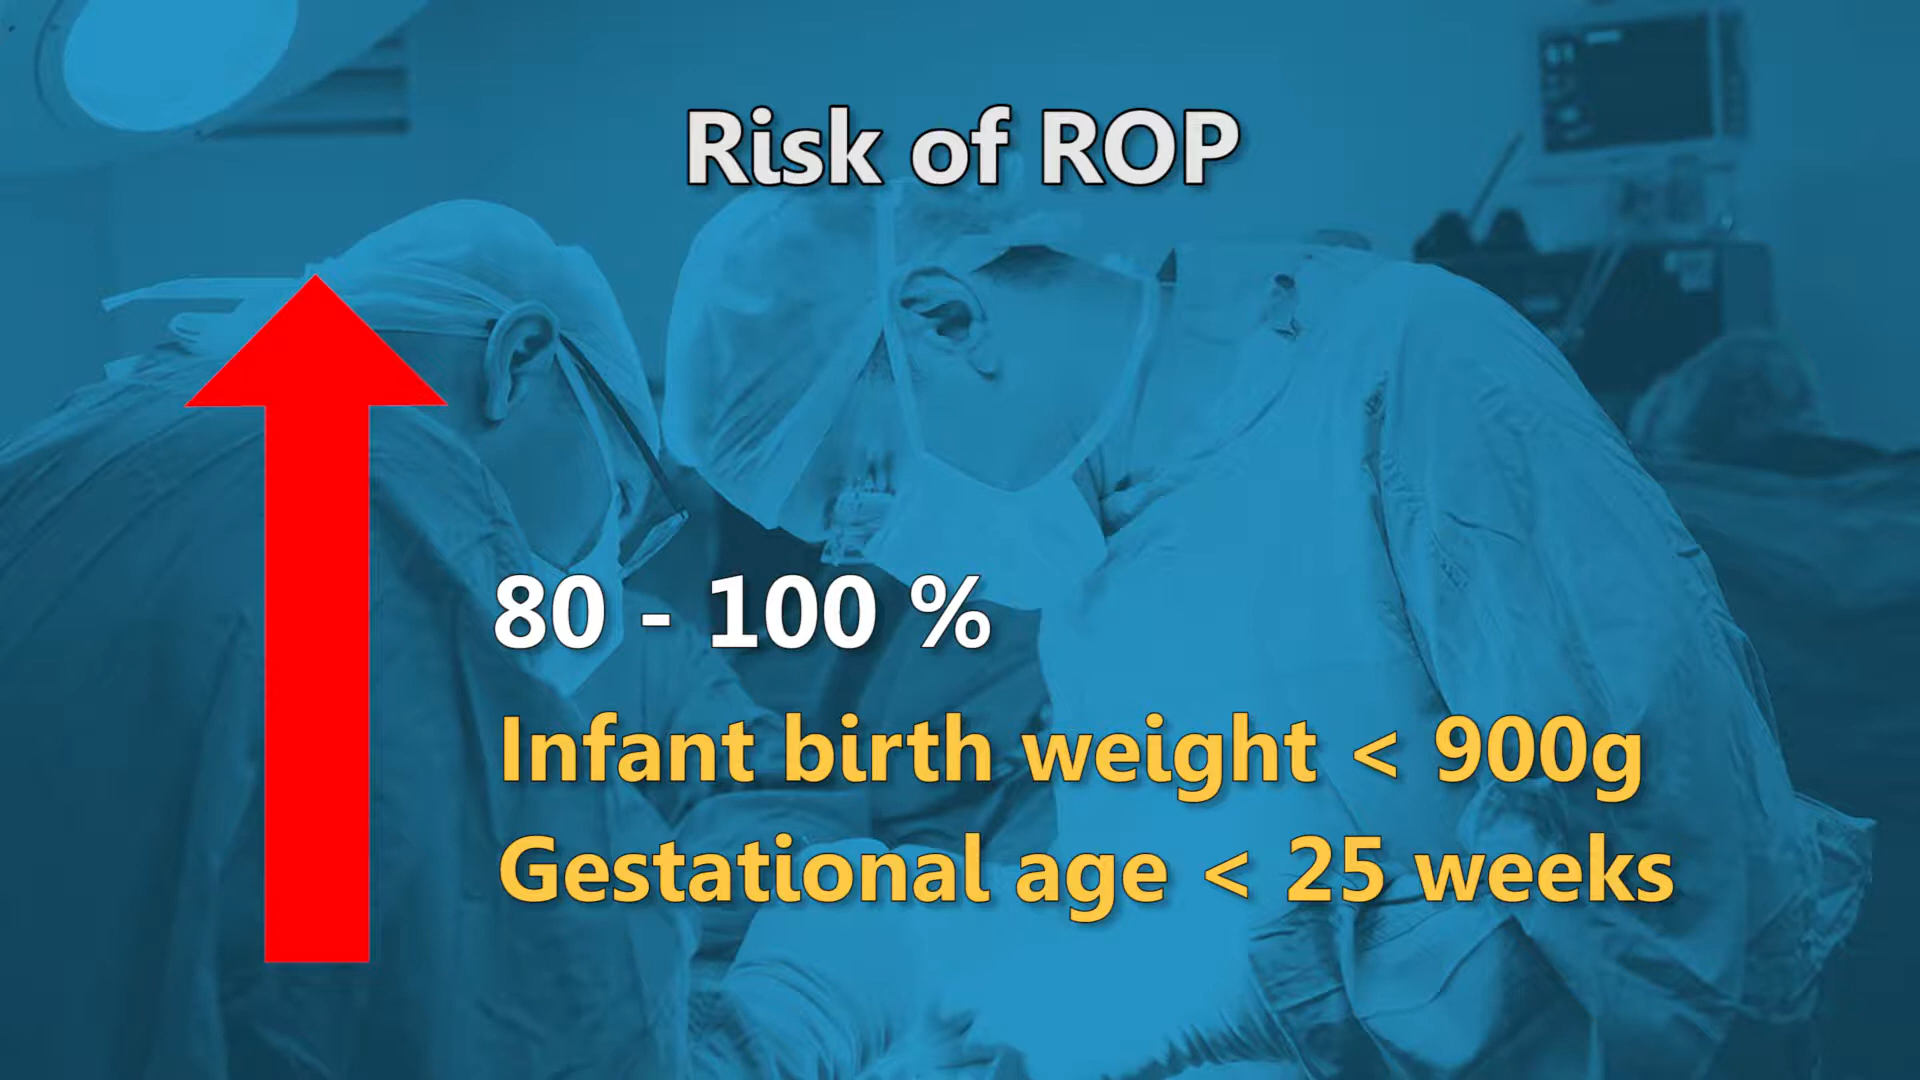 Risk of ROP
80 - 100 %
Infant birth weight < 900g
Gestational age < 25 weeks